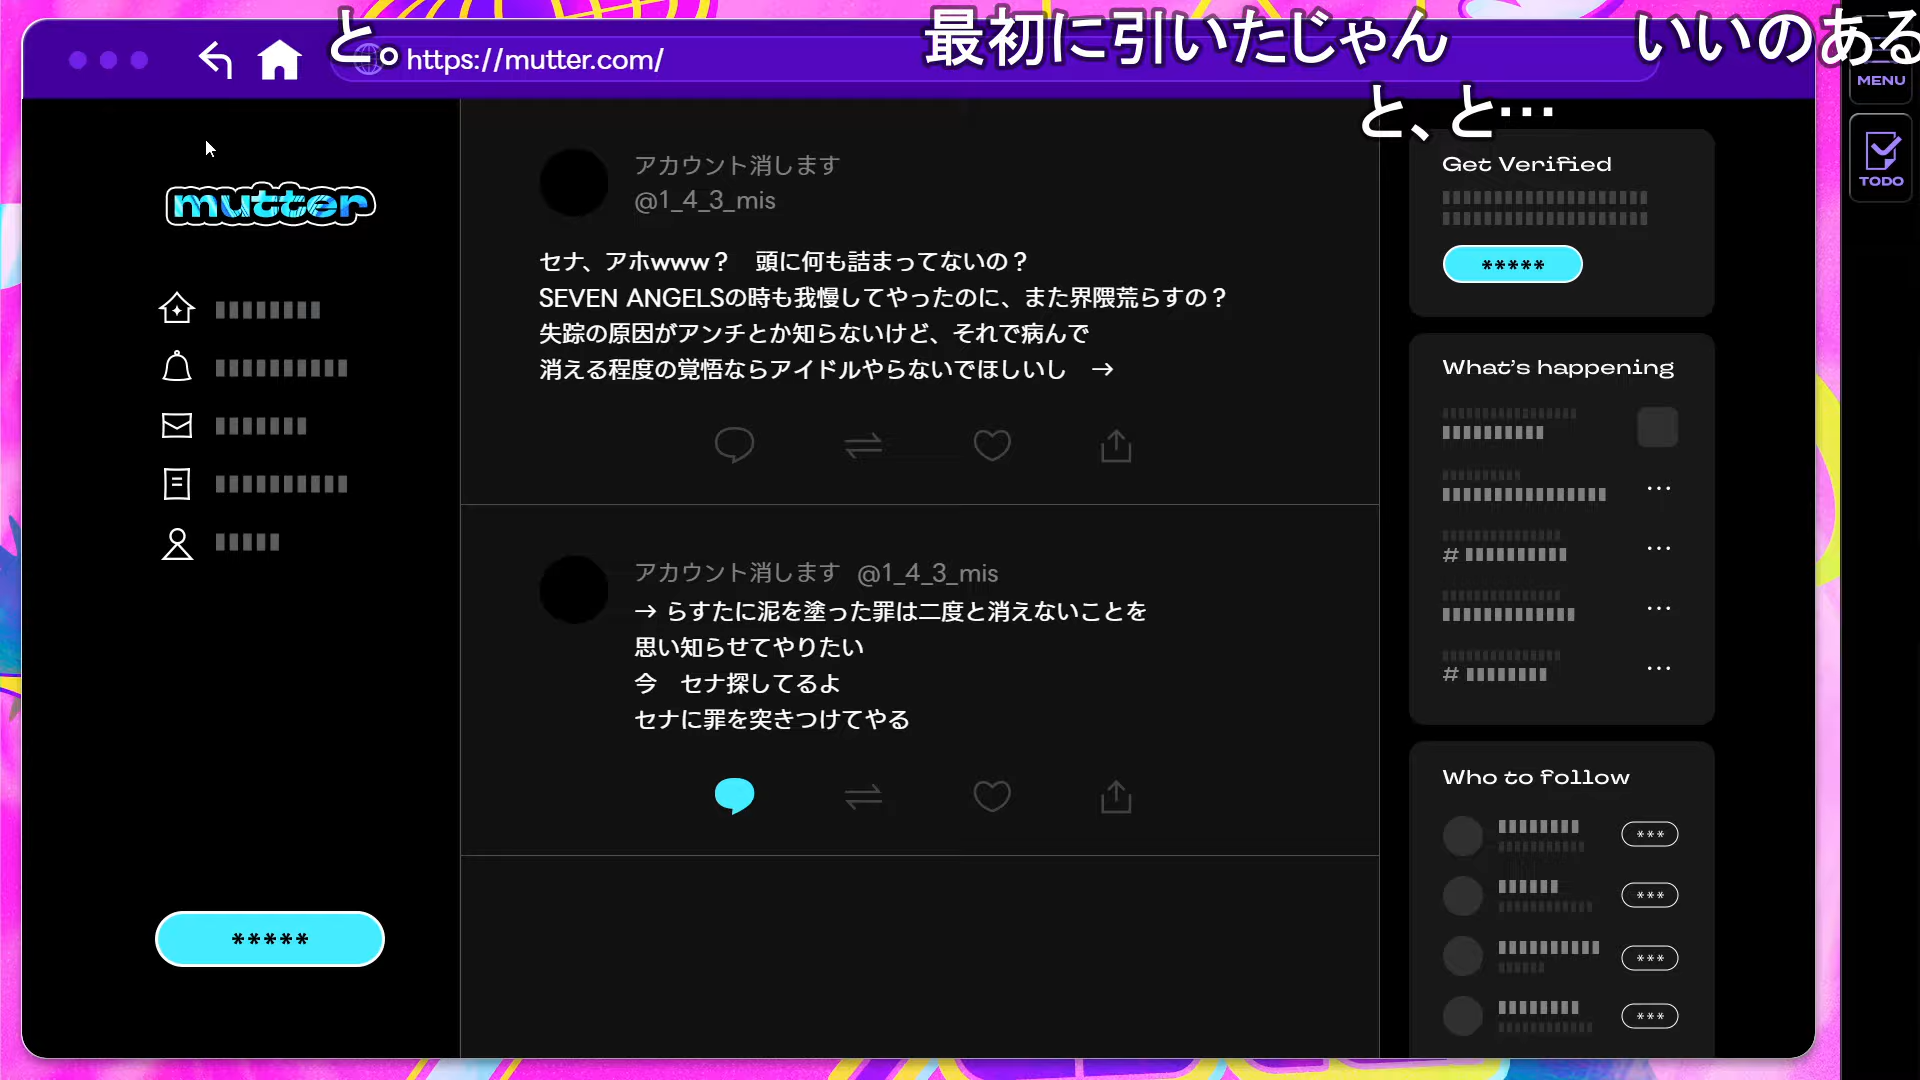 と。
最初に引いたじゃん
いいのある
と、と…
https://mutter.com/
MENU
TODO
mutter
*****
アカウント消します
@1_4_3_mis
セナ、アホwww？　頭に何も詰まってないの？
SEVEN ANGELSの時も我慢してやったのに、また界隈荒らすの？
失踪の原因がアンチとか知らないけど、それで病んで
消える程度の覚悟ならアイドルやらないでほしいし　→
アカウント消します @1_4_3_mis
→ らすたに泥を塗った罪は二度と消えないことを
思い知らせてやりたい
今　セナ探してるよ
セナに罪を突きつけてやる
Get Verified
*****
What's happening
...
# ...
...
# ...
Who to follow
***
***
***
***